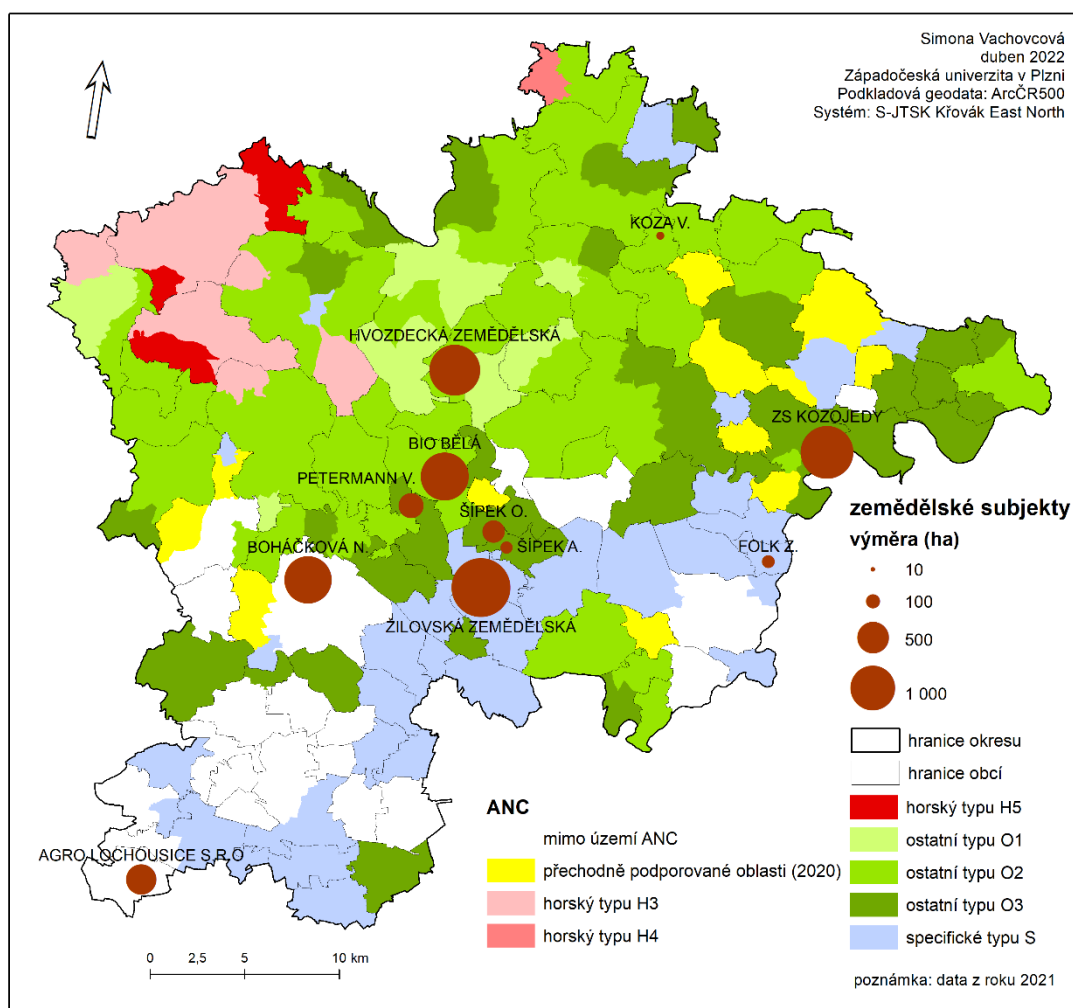 Simona Vachovcová
duben 2022
Západočeská univerzita v Plzni
Podkladová geodata: ArcČR500
Systém: S-JTSK Křovák East North
KOZA V.
HVOZDECKÁ ZEMĚDĚLSKÁ
ZS KOZOJEDY
BIO BĚLÁ
PETERMANN V.
ŠÍPEK O.
ŠÍPEK A.
FOLK Z.
BOHÁČKOVÁ N.
ŽILOVSKÁ ZEMĚDĚLSKÁ
AGRO LOCHOUSICE S.R.O
zemědělské subjekty
výměra (ha)
10
100
500
1 000
hranice okresu
hranice obcí
horský typu H5
ostatní typu O1
ostatní typu O2
ostatní typu O3
specifické typu S
ANC
mimo území ANC
přechodně podporované oblasti (2020)
horský typu H3
horský typu H4
0 2,5 5 10 km
poznámka: data z roku 2021